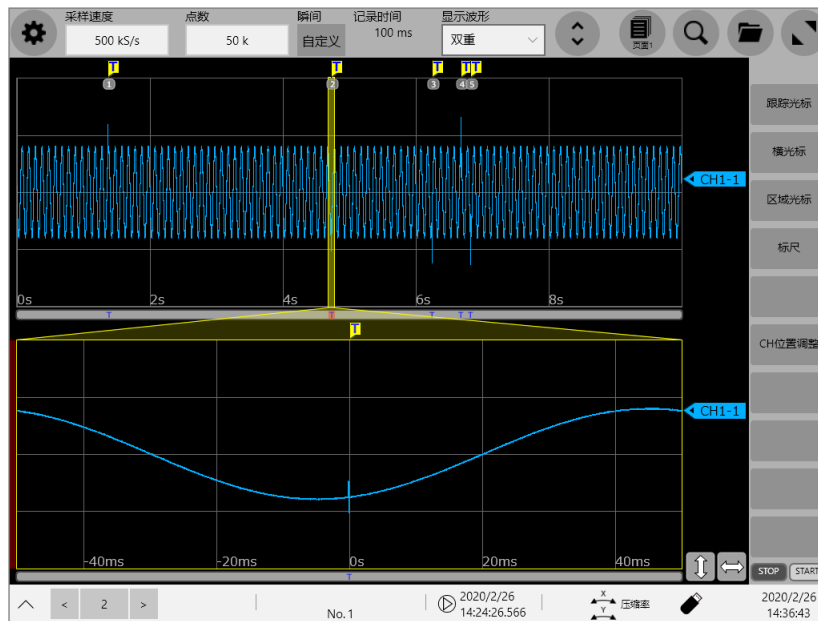 采样速度 点数 瞬间 记录时间 显示波形
500 kS/s 50 k 自定义 100 ms 双重
页面1
T T T T T
1 2 3 4 5
跟踪光标
横光标
CH1-1
区域光标
标尺
0s 2s 4s 6s 8s
T T T T T
T
CH位置调整
CH1-1
-40ms -20ms 0s 20ms 40ms
T
STOP START
< 2 >
No.1
2020/2/26
14:24:26.566
X
Y
压缩率
2020/2/26
14:36:43